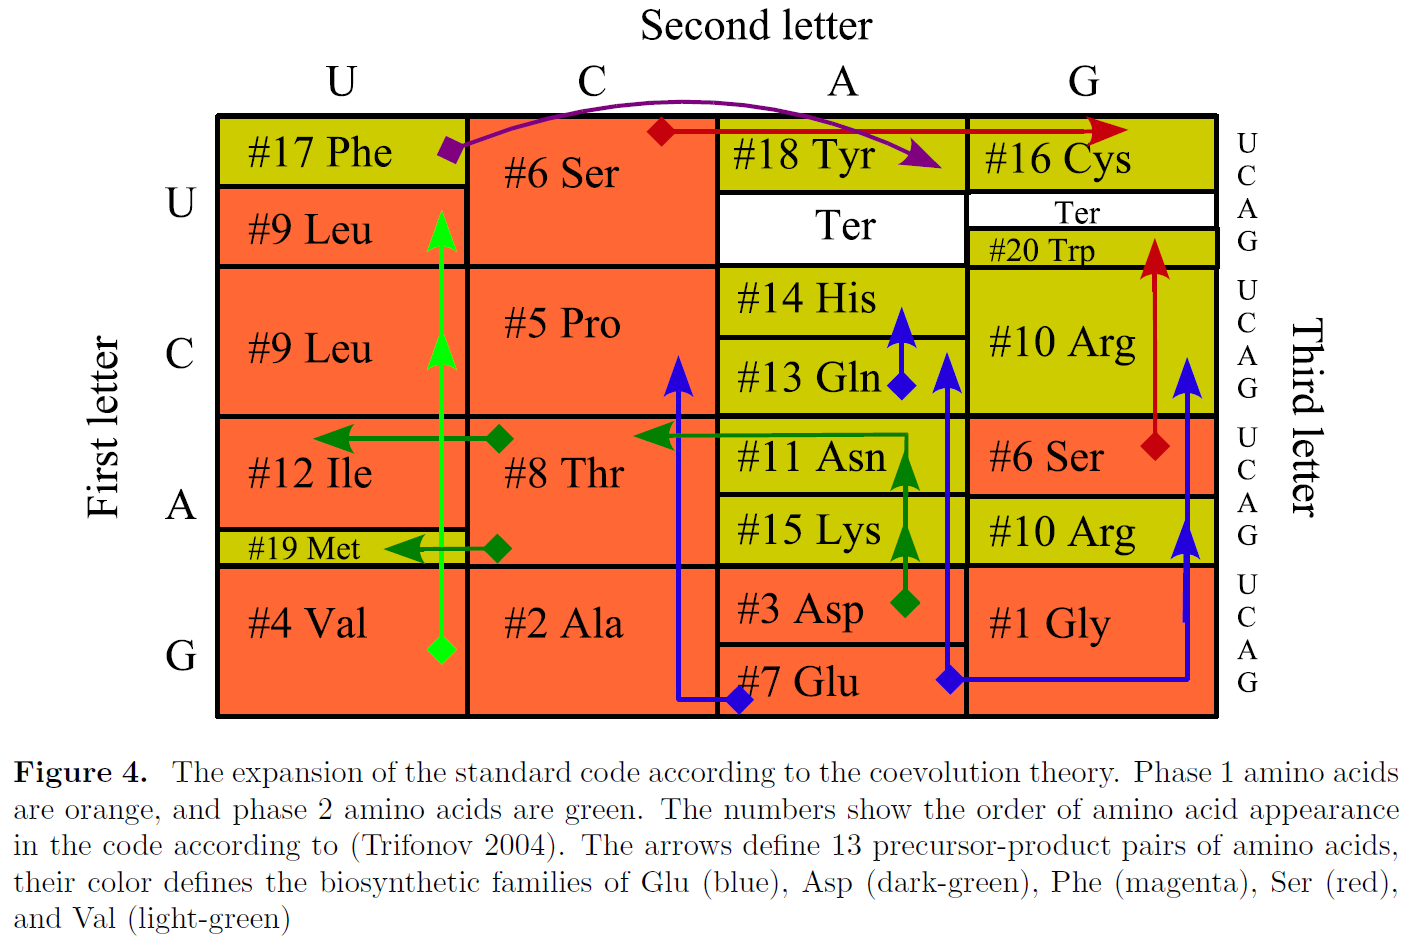 Second letter
U C A G
#17 Phe
#6 Ser
#18 Tyr
#16 Cys
U
C
A
G
U
#9 Leu
Ter
Ter
#20 Trp
#14 His
#5 Pro
#10 Arg
U
C
A
G
C
#9 Leu
#13 Gln
First letter
Third letter
#11 Asn
#6 Ser
U
C
A
G
A
#12 Ile
#8 Thr
#15 Lys
#10 Arg
#19 Met
#4 Val
#2 Ala
#3 Asp
#1 Gly
U
C
A
G
G
#7 Glu
Figure 4. The expansion of the standard code according to the coevolution theory. Phase 1 amino acids
are orange, and phase 2 amino acids are green. The numbers show the order of amino acid appearance
in the code according to (Trifonov 2004). The arrows define 13 precursor-product pairs of amino acids,
their color defines the biosynthetic families of Glu (blue), Asp (dark-green), Phe (magenta), Ser (red),
and Val (light-green)